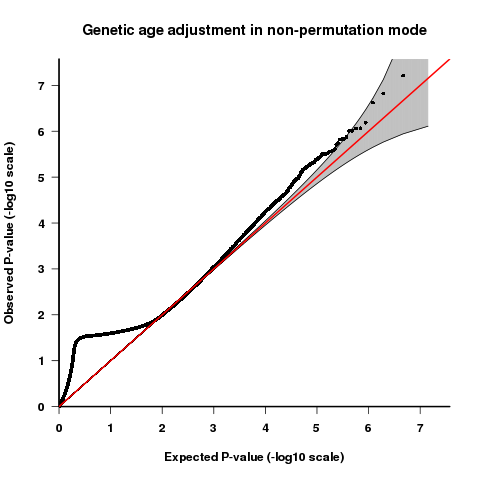 Genetic age adjustment in non-permutation mode
Observed P-value (-log10 scale)
7
6
5
4
3
2
1
0
0 1 2 3 4 5 6 7
Expected P-value (-log10 scale)